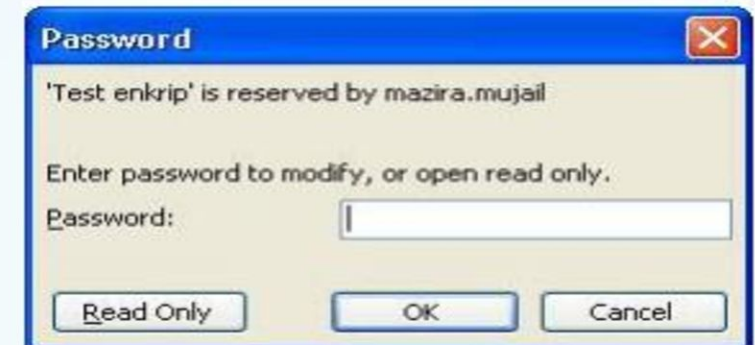 Password
'Test enkrip' is reserved by mazira.mujail
Enter password to modify, or open read only.
Password:
Read Only OK Cancel